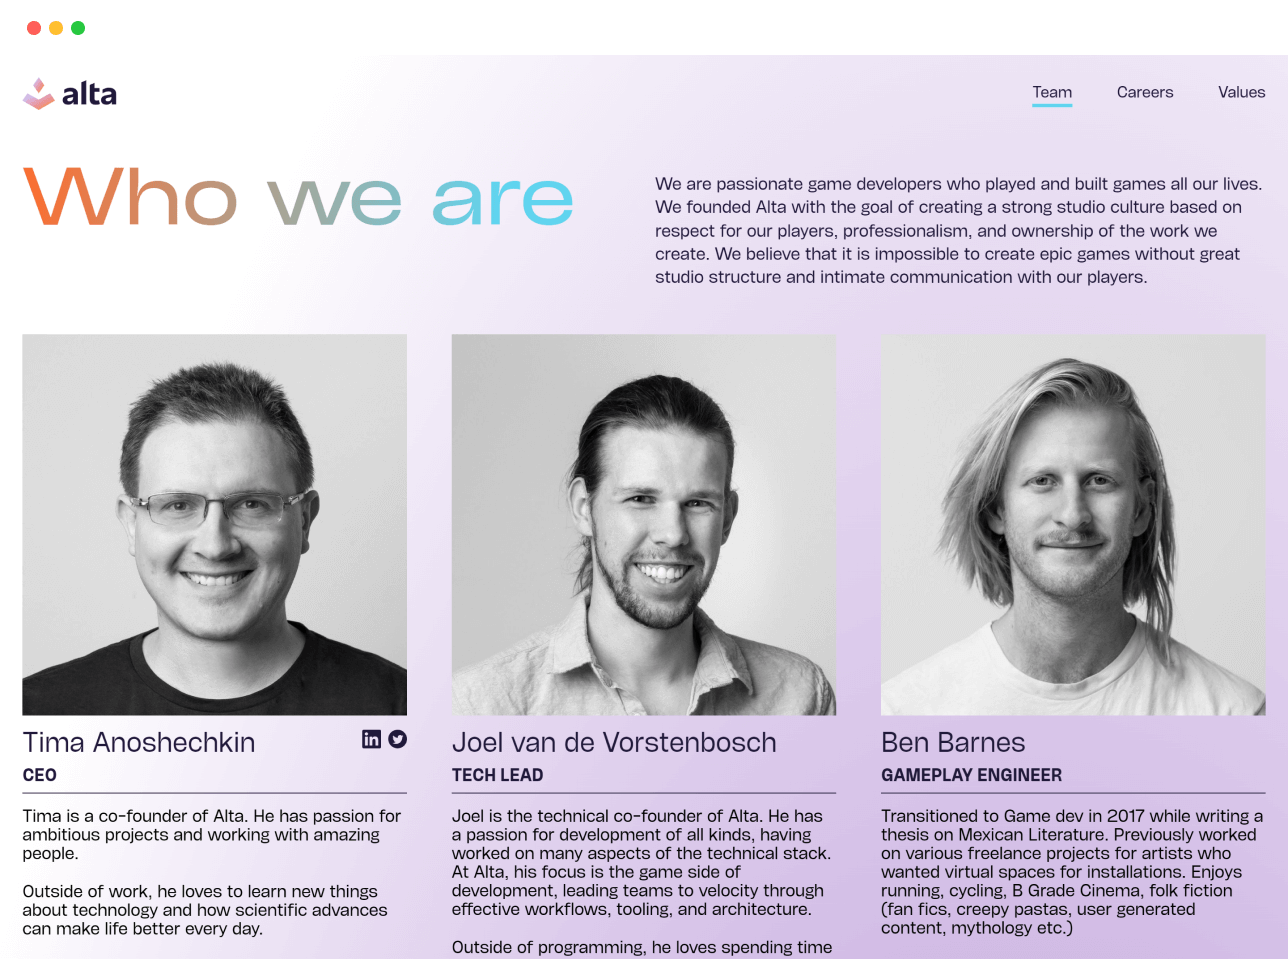 alta
Team
Careers
Values
Who we are
We are passionate game developers who played and built games all our lives.
We founded Alta with the goal of creating a strong studio culture based on
respect for our players, professionalism, and ownership of the work we
create. We believe that it is impossible to create epic games without great
studio structure and intimate communication with our players.
Tima Anoshechkin
in
CEO
Tima is a co-founder of Alta. He has passion for
ambitious projects and working with amazing
people.
Outside of work, he loves to learn new things
about technology and how scientific advances
can make life better every day.
Joel van de Vorstenbosch
TECH LEAD
Joel is the technical co-founder of Alta. He has
a passion for development of all kinds, having
worked on many aspects of the technical stack.
At Alta, his focus is the game side of
development, leading teams to velocity through
effective workflows, tooling, and architecture.
Outside of programming, he loves spending time
Ben Barnes
GAMEPLAY ENGINEER
Transitioned to Game dev in 2017 while writing a
thesis on Mexican Literature. Previously worked
on various freelance projects for artists who
wanted virtual spaces for installations. Enjoys
running, cycling, B Grade Cinema, folk fiction
(fan fics, creepy pastas, user generated
content, mythology etc.)